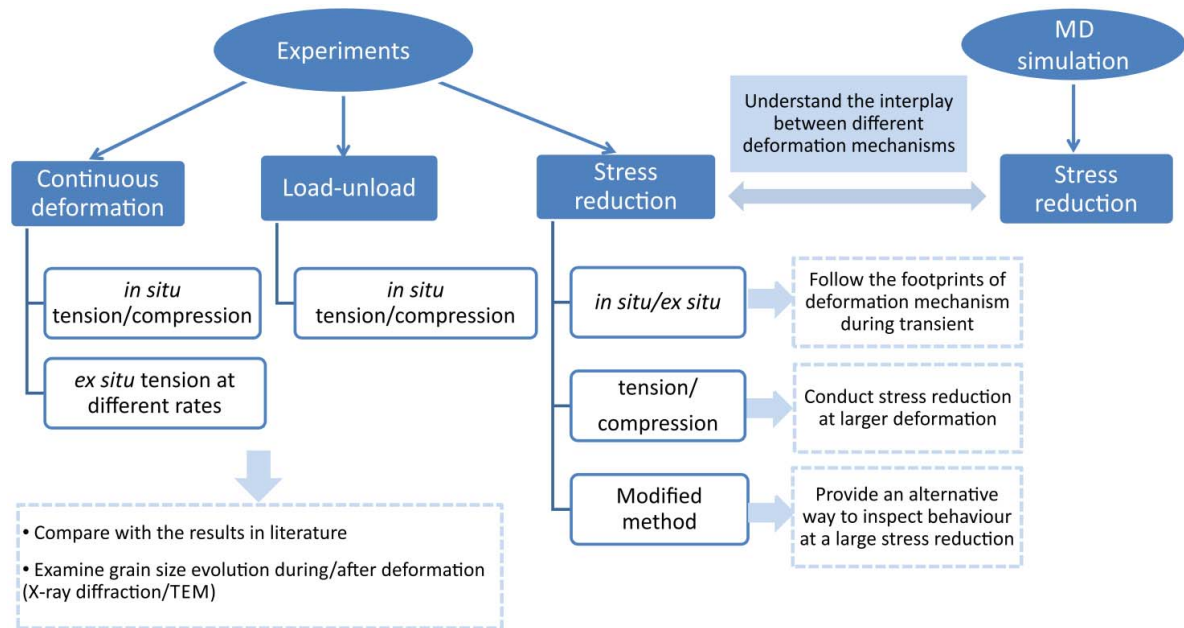 Experiments
MD
simulation
Understand the interplay
between different
deformation mechanisms
Continuous
deformation
Load-unload
Stress
reduction
Stress
reduction
in situ
tension/compression
ex situ tension at
different rates
in situ
tension/compression
in situ/ex situ
Follow the footprints of
deformation mechanism
during transient
tension/
compression
Conduct stress reduction
at larger deformation
Modified
method
Provide an alternative
way to inspect behaviour
at a large stress reduction
• Compare with the results in literature
• Examine grain size evolution during/after deformation
(X-ray diffraction/TEM)